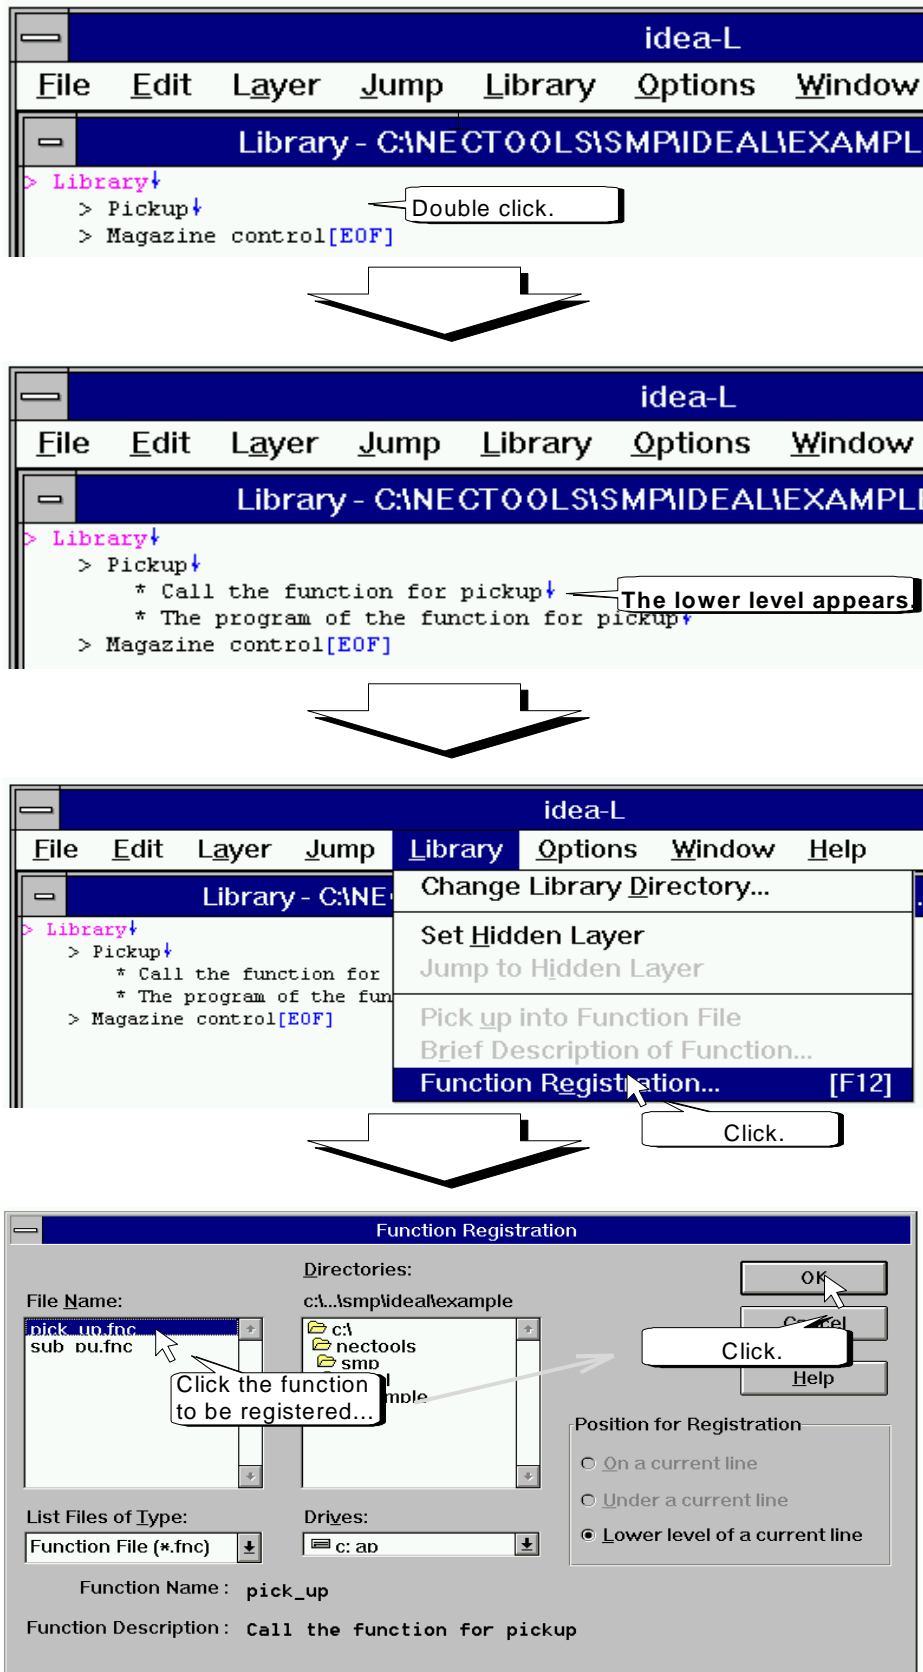 idea-L
File Edit Layer Jump Library Options Window
Library - C:\NECTOOLS\SMP\IDEAL\EXAMPL
> Library↓
> Pickup↓
Double click.
> Magazine control[EOF]
idea-L
File Edit Layer Jump Library Options Window
Library - C:\NECTOOLS\SMP\IDEAL\EXAMPL
> Library↓
> Pickup↓
* Call the function for pickup↓
The lower level appears.
* The program of the function for pickup↓
> Magazine control[EOF]
idea-L
File Edit Layer Jump Library Options Window Help
Library - C:\NE
Change Library Directory...
> Library↓
> Pickup↓
* Call the function for
* The program of the fun
> Magazine control[EOF]
Set Hidden Layer
Jump to Hidden Layer
Pick up into Function File
Brief Description of Function...
Function Registration... [F12]
Click.
Function Registration
Directories:
OK
File Name:
c:\...\smp\ideal\example
pick_up.fnc
sub_pu.fnc
c:\
nectools
smp
Click.
Click the function
to be registered...
Help
Position for Registration
On a current line
Under a current line
Lower level of a current line
List Files of Type:
Drives:
Function File (*.fnc)
c: ap
Function Name : pick_up
Function Description : Call the function for pickup